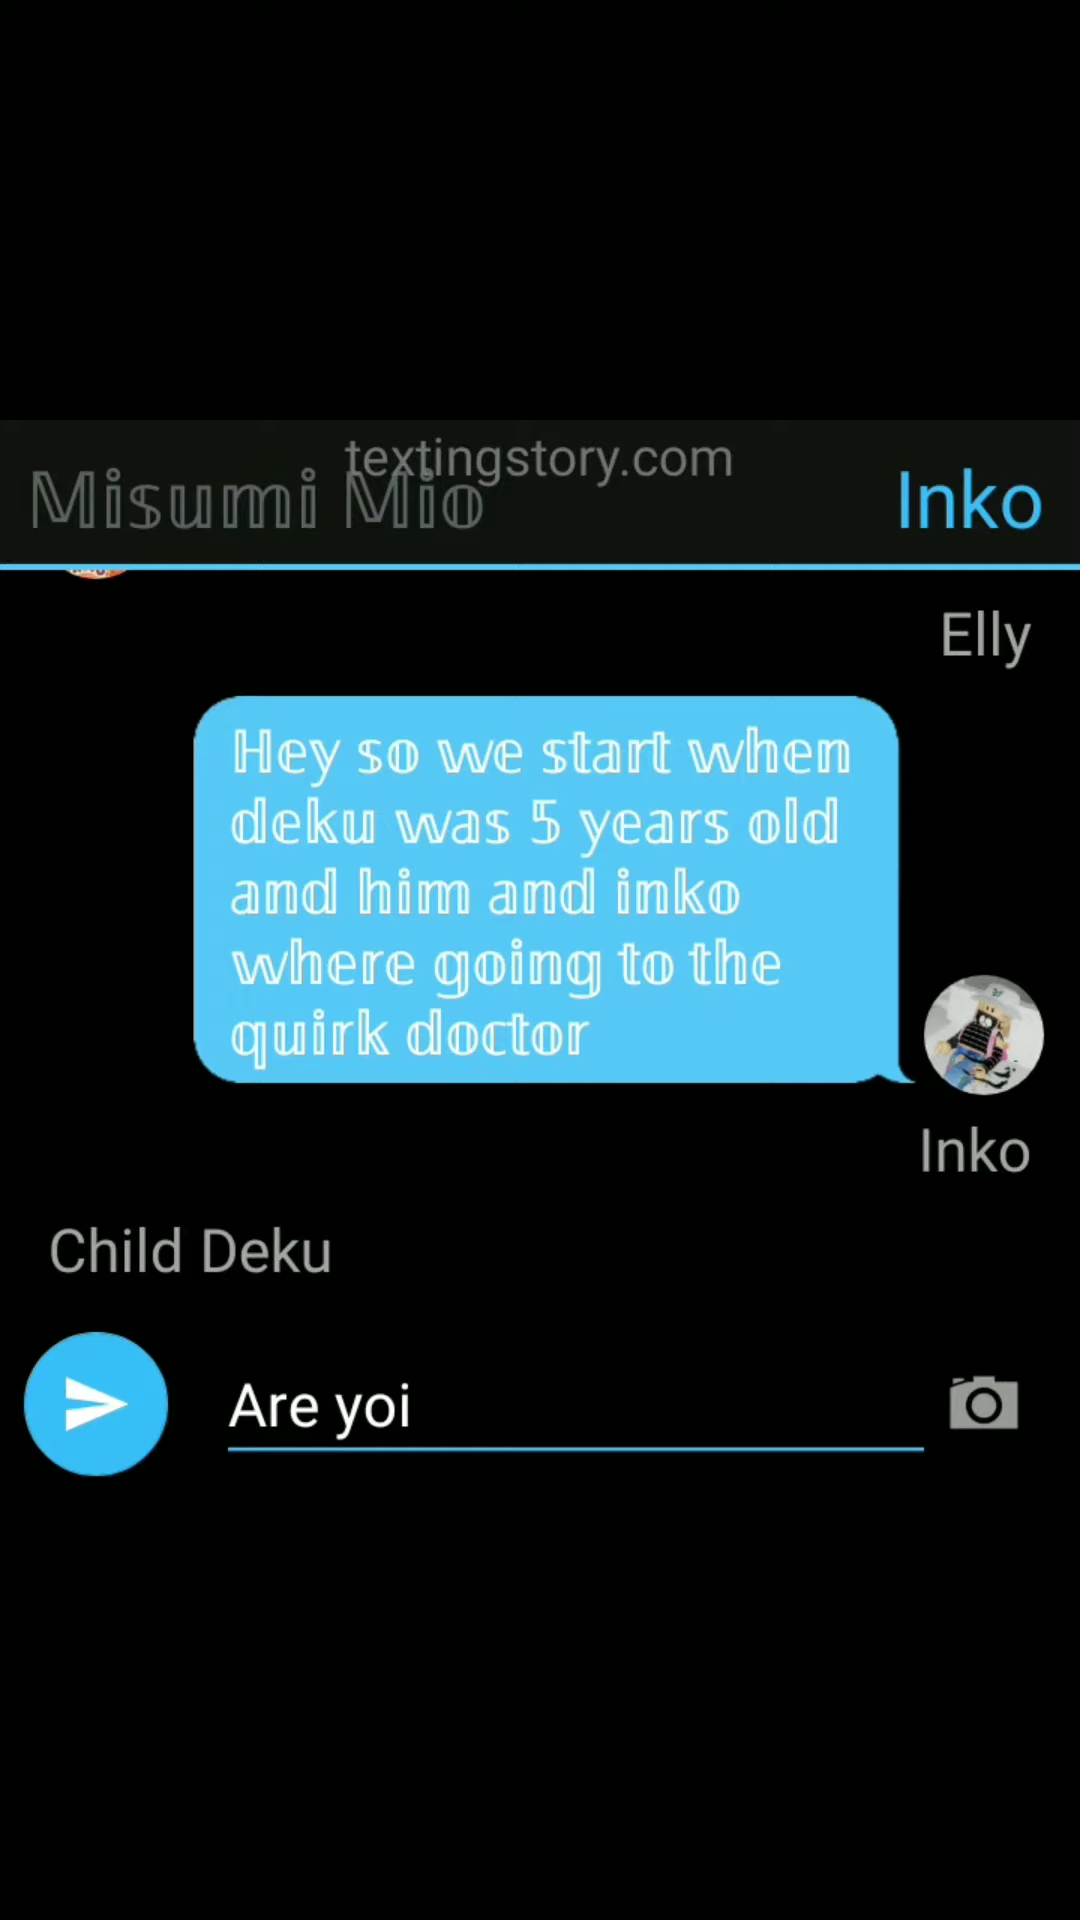 textingstory.com
𝕄𝕚𝕤𝕦𝕞𝕚 𝕄𝕚𝕠 Inko
Elly
ℍ𝕖𝕪 𝕤𝕠 𝕨𝕖 𝕤𝕥𝕒𝕣𝕥 𝕨𝕙𝕖𝕟
𝕕𝕖𝕜𝕦 𝕨𝕒𝕤 𝟝 𝕪𝕖𝕒𝕣𝕤 𝕠𝕝𝕕
𝕒𝕟𝕕 𝕙𝕚𝕞 𝕒𝕟𝕕 𝕚𝕟𝕜𝕠
𝕨𝕙𝕖𝕣𝕖 𝕘𝕠𝕚𝕟𝕘 𝕥𝕠 𝕥𝕙𝕖
𝕢𝕦𝕚𝕣𝕜 𝕕𝕠𝕔𝕥𝕠𝕣
Inko
Child Deku
Are yoi